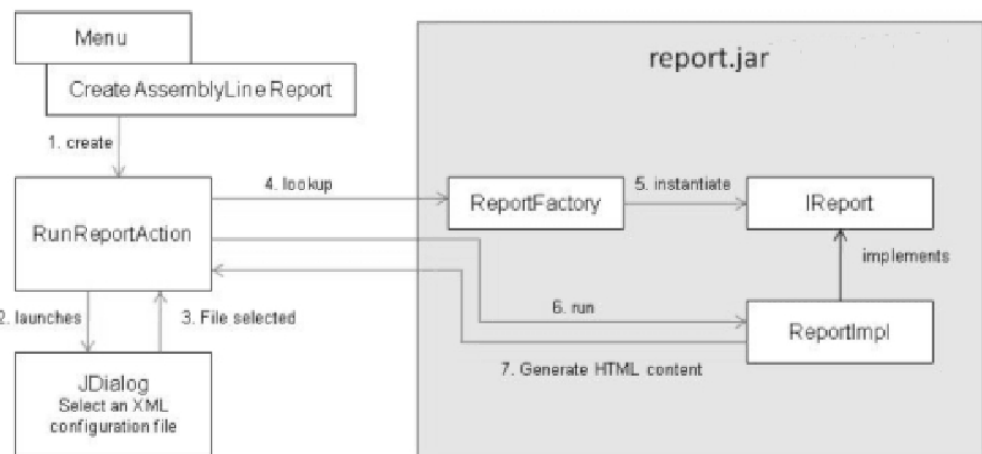 Menu
report.jar
Create AssemblyLine Report
1. create
4. lookup
5. instantiate
ReportFactory
IReport
RunReportAction
implements
6. run
2. launches
3. File selected
ReportImpl
7. Generate HTML content
JDialog
Select an XML
configuration file